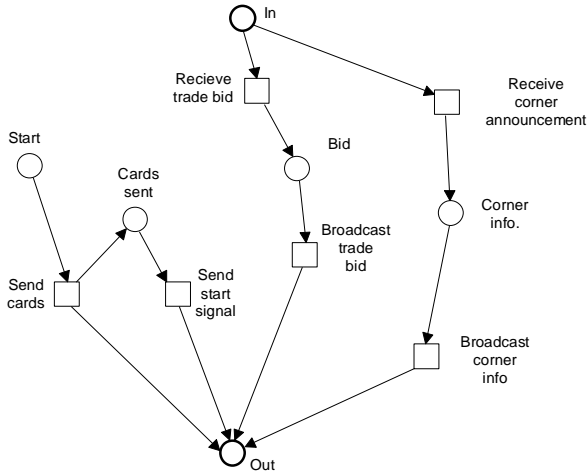 In
Recieve
trade bid
Receive
corner
announcement
Start
Bid
Cards
sent
Corner
info.
Broadcast
trade
bid
Send
cards
Send
start
signal
Broadcast
corner
info
Out